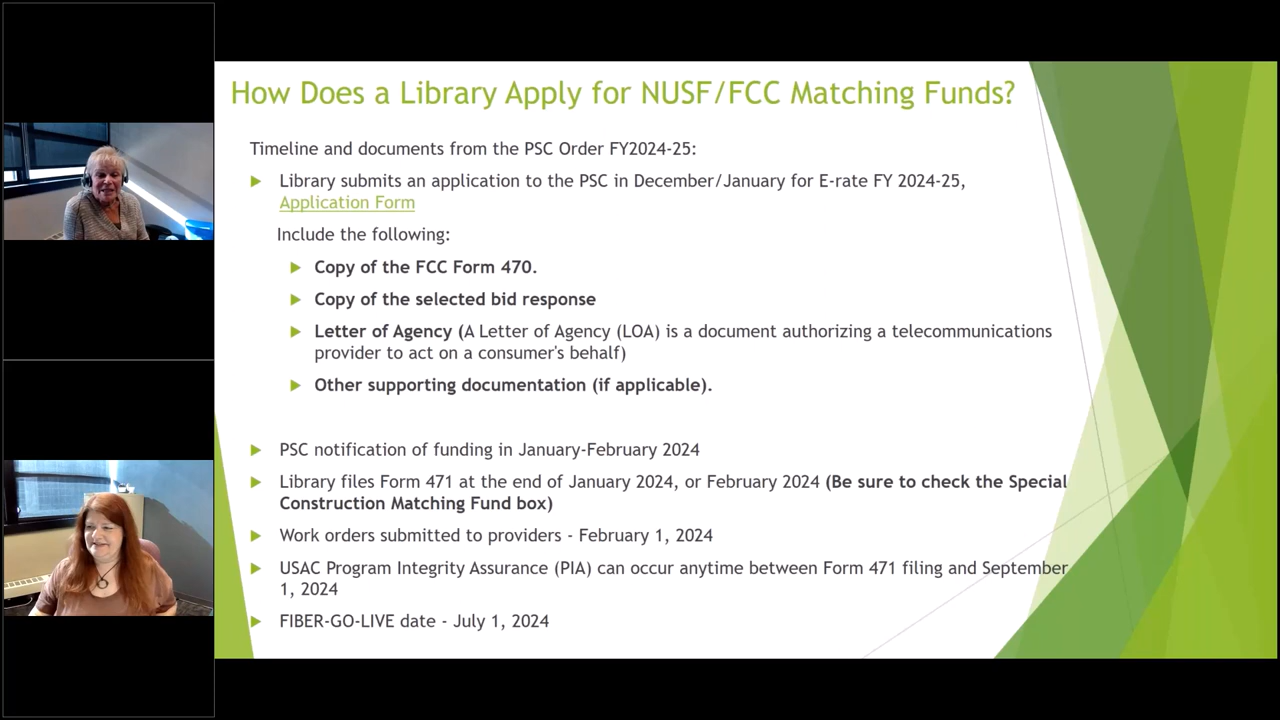 How Does a Library Apply for NUSF/FCC Matching Funds?
Timeline and documents from the PSC Order FY2024-25:
Library submits an application to the PSC in December/January for E-rate FY 2024-25,
Application Form
Include the following:
Copy of the FCC Form 470.
Copy of the selected bid response
Letter of Agency (A Letter of Agency (LOA) is a document authorizing a telecommunications
provider to act on a consumer's behalf)
Other supporting documentation (if applicable).
PSC notification of funding in January-February 2024
Library files Form 471 at the end of January 2024, or February 2024 (Be sure to check the Special
Construction Matching Fund box)
Work orders submitted to providers - February 1, 2024
USAC Program Integrity Assurance (PIA) can occur anytime between Form 471 filing and September
1, 2024
FIBER-GO-LIVE date - July 1, 2024